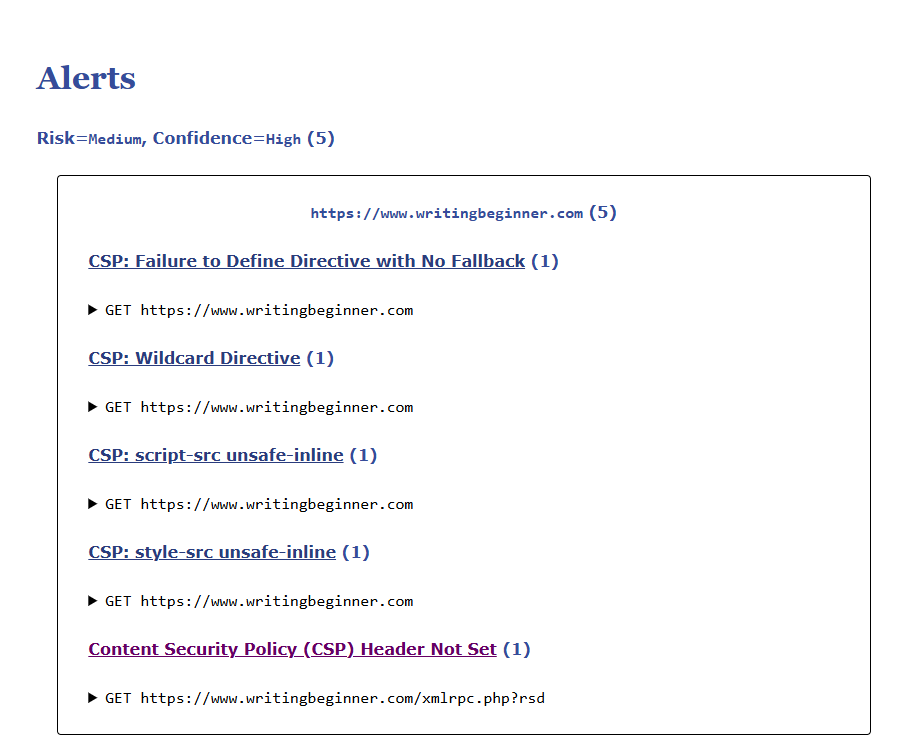 Alerts
Risk=Medium, Confidence=High (5)
https://www.writingbeginner.com (5)
CSP: Failure to Define Directive with No Fallback (1)
GET https://www.writingbeginner.com
CSP: Wildcard Directive (1)
GET https://www.writingbeginner.com
CSP: script-src unsafe-inline (1)
GET https://www.writingbeginner.com
CSP: style-src unsafe-inline (1)
GET https://www.writingbeginner.com
Content Security Policy (CSP) Header Not Set (1)
GET https://www.writingbeginner.com/xmlrpc.php?rsd